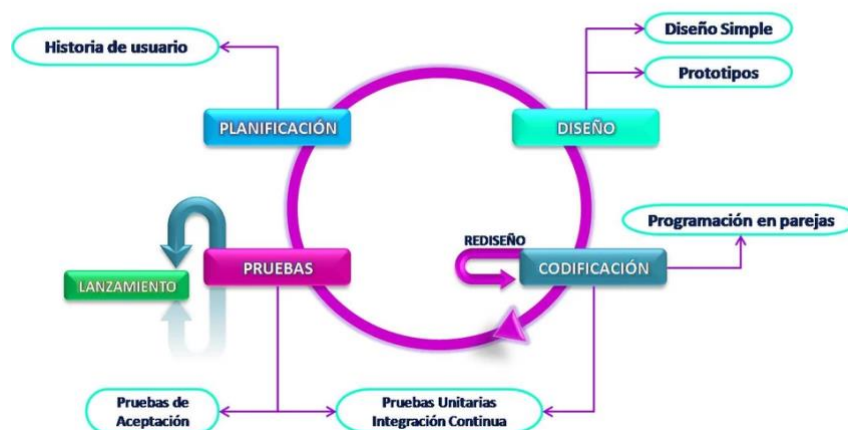 Historia de usuario
Diseño Simple
Prototipos
PLANIFICACIÓN
DISEÑO
Programación en parejas
REDISEÑO
PRUEBAS
CODIFICACIÓN
LANZAMIENTO
Pruebas de
Aceptación
Pruebas Unitarias
Integración Continua